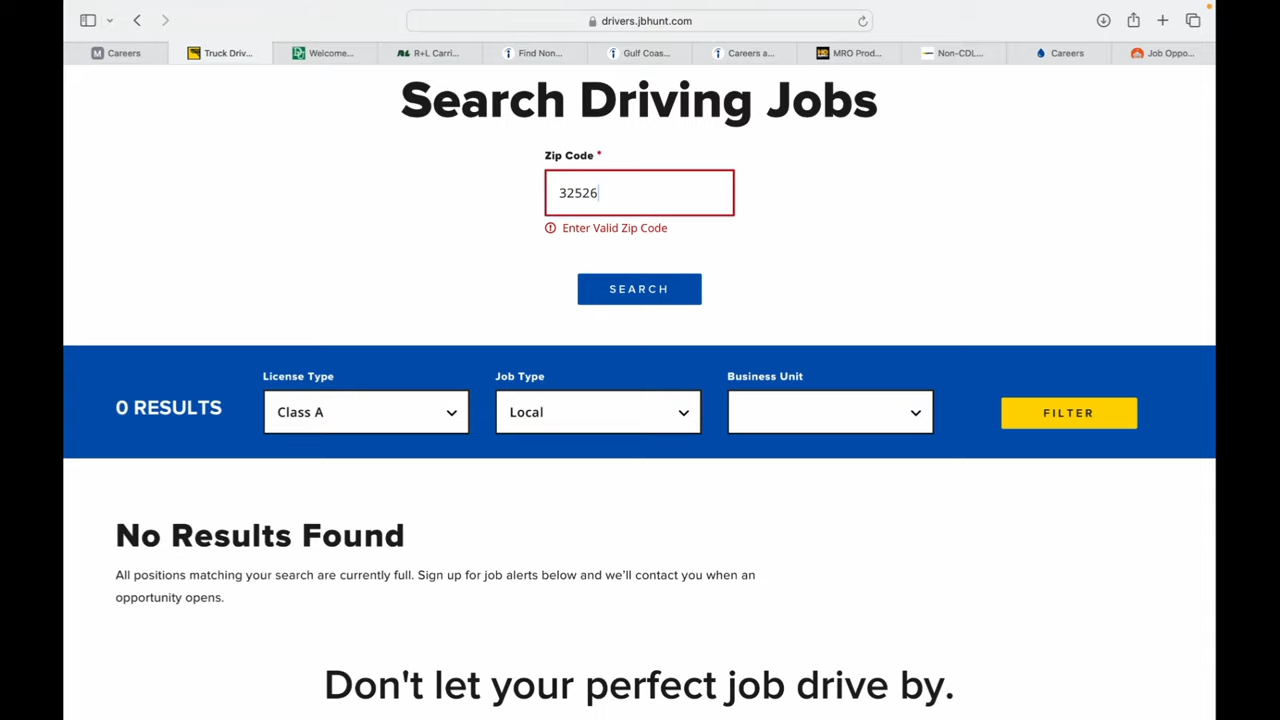 drivers.jbhunt.com
Careers
Truck Driv...
Welcome...
R+L Carri...
Find Non...
Gulf Coas...
Careers a...
MRO Prod...
Non-CDL...
Careers
Job Oppo...
Search Driving Jobs
Zip Code *
32526
Enter Valid Zip Code
SEARCH
License Type
Job Type
Business Unit
0 RESULTS
Class A
Local
FILTER
No Results Found
All positions matching your search are currently full. Sign up for job alerts below and we'll contact you when an
opportunity opens.
Don't let your perfect job drive by.